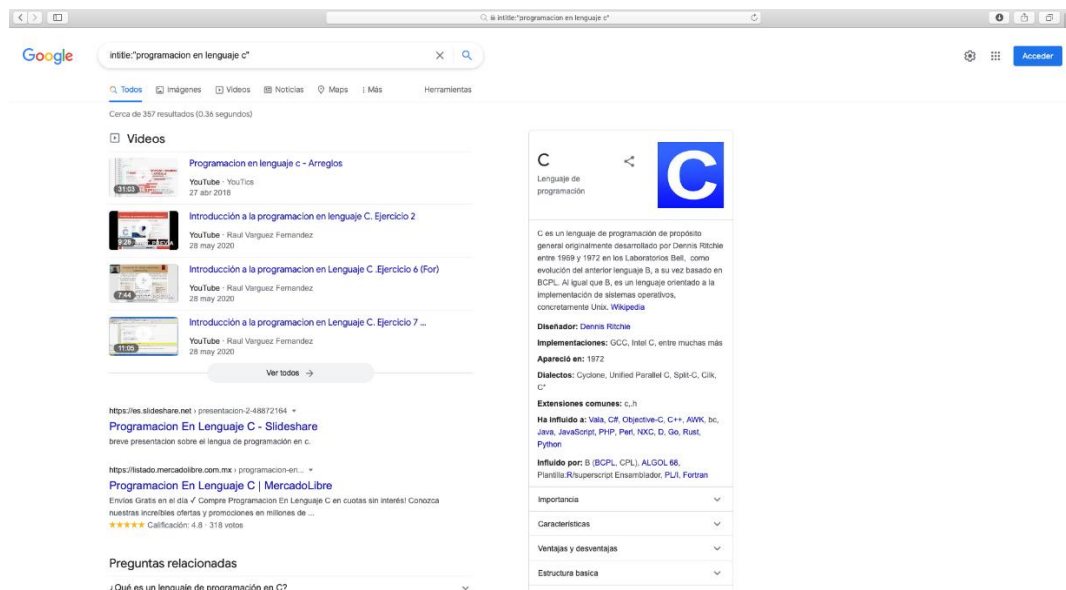 intitle:"programacion en lenguaje c"
Google
intitle:"programacion en lenguaje c"
Acceder
Todos
Imágenes
Videos
Noticias
Maps
Más
Herramientas
Cerca de 357 resultados (0.36 segundos)
Videos
31:03
Programacion en lenguaje c - Arreglos
YouTube · YouTics
27 abr 2018
9:28
Introducción a la programacion en lenguaje C. Ejercicio 2
YouTube · Raul Varguez Fernandez
28 may 2020
7:44
Introducción a la programacion en Lenguaje C .Ejercicio 6 (For)
YouTube · Raul Varguez Fernandez
28 may 2020
11:05
Introducción a la programacion en Lenguaje C. Ejercicio 7 ...
YouTube · Raul Varguez Fernandez
28 may 2020
Ver todos →
https://es.slideshare.net › presentacion-2-48872164
Programacion En Lenguaje C - Slideshare
breve presentacion sobre el lengua de programación en c.
https://listado.mercadolibre.com.mx › programacion-en...
Programacion En Lenguaje C | MercadoLibre
Envíos Gratis en el día ✓ Compre Programacion En Lenguaje C en cuotas sin interés! Conozca
nuestras increíbles ofertas y promociones en millones de ...
★★★★★ Calificación: 4.8 · 318 votos
Preguntas relacionadas
¿Qué es un lenguaje de programación en C?
C
Lenguaje de
programación
C
C es un lenguaje de programación de propósito
general originalmente desarrollado por Dennis Ritchie
entre 1969 y 1972 en los Laboratorios Bell, como
evolución del anterior lenguaje B, a su vez basado en
BCPL. Al igual que B, es un lenguaje orientado a la
implementación de sistemas operativos,
concretamente Unix. Wikipedia
Diseñador: Dennis Ritchie
Implementaciones: GCC, Intel C, entre muchas más
Apareció en: 1972
Dialectos: Cyclone, Unified Parallel C, Split-C, Cilk,
C*
Extensiones comunes: c,.h
Ha influido a: Vala, C#, Objective-C, C++, AWK, bc,
Java, JavaScript, PHP, Perl, NXC, D, Go, Rust,
Python
Influido por: B (BCPL, CPL), ALGOL 68,
Plantilla:R/superscript Ensamblador, PL/I, Fortran
Importancia
Características
Ventajas y desventajas
Estructura basica